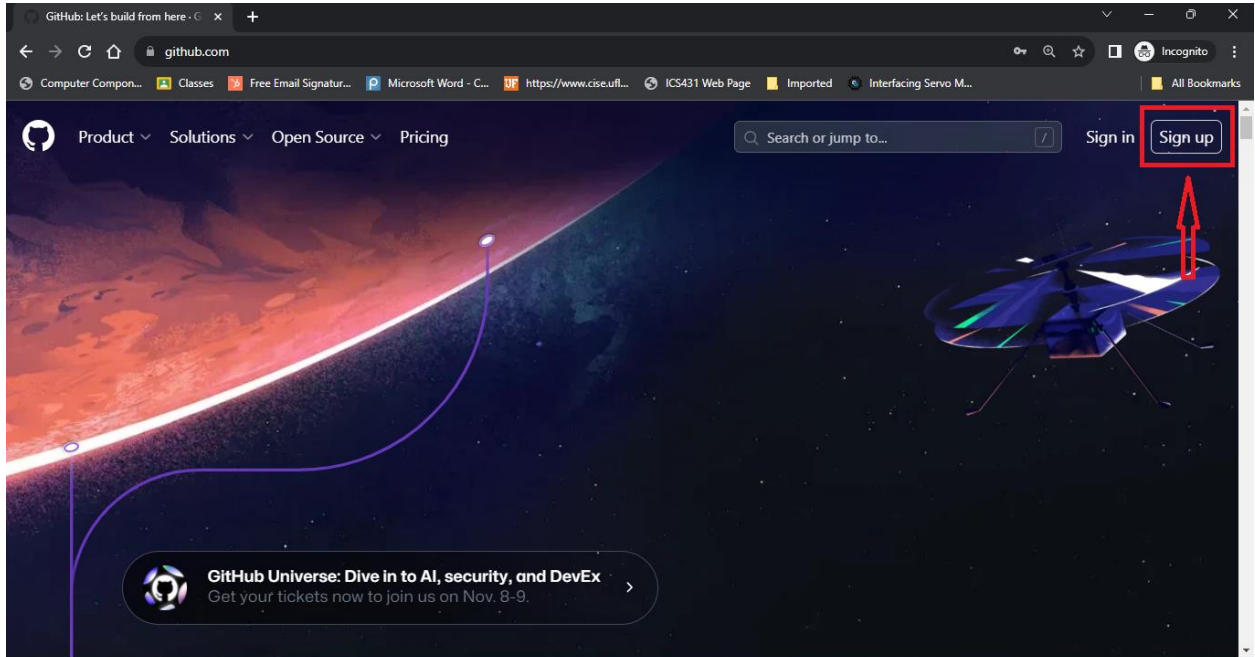 GitHub: Let's build from here · G
github.com
Incognito
Computer Compon... Classes Free Email Signatur... Microsoft Word - C... https://www.cise.ufl... ICS431 Web Page Imported Interfacing Servo M... All Bookmarks
Product Solutions Open Source Pricing Search or jump to... / Sign in Sign up
GitHub Universe: Dive in to AI, security, and DevEx
Get your tickets now to join us on Nov. 8-9.